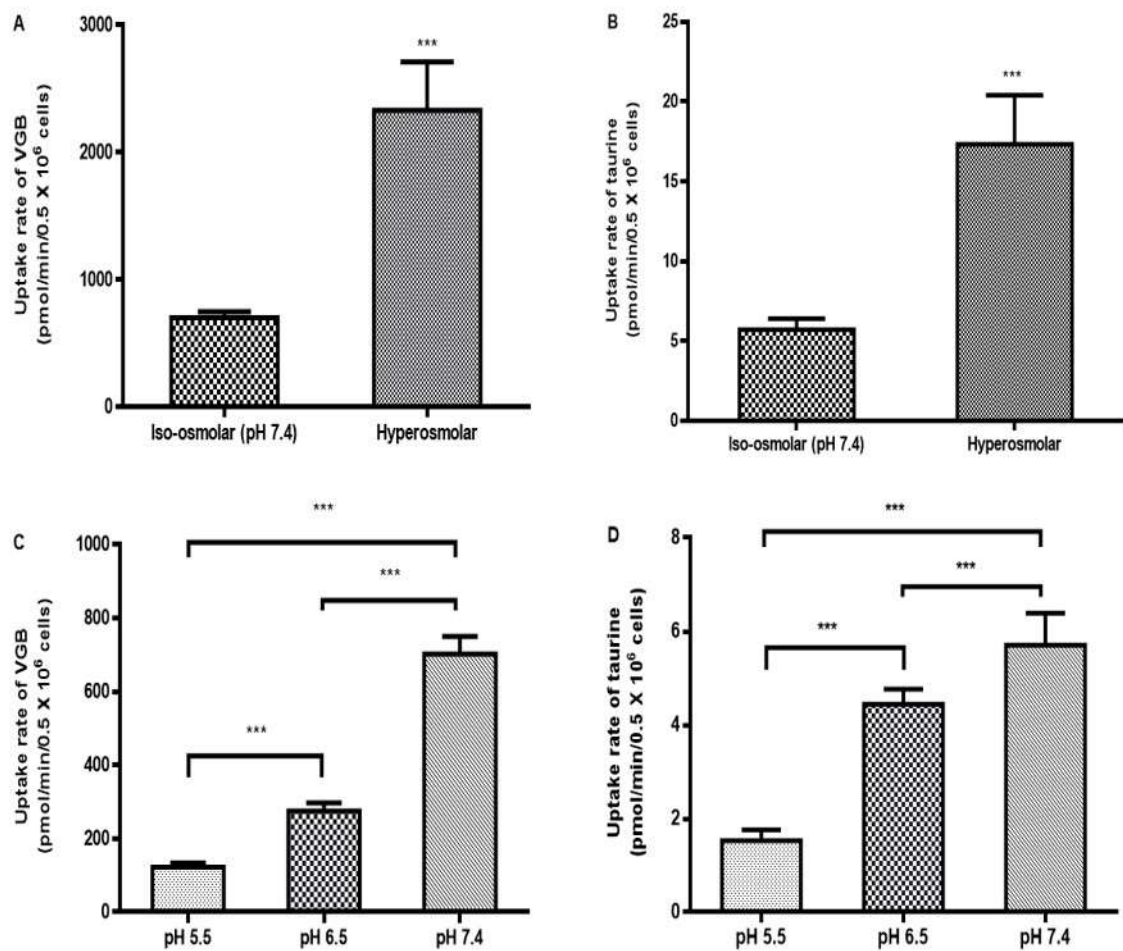 A
Uptake rate of VGB
(pmol/min/0.5 X 10⁶ cells)
3000
2000
1000
0
***
Iso-osmolar (pH 7.4) Hyperosmolar
B
Uptake rate of taurine
(pmol/min/0.5 X 10⁶ cells)
25
20
15
10
5
0
***
Iso-osmolar (pH 7.4) Hyperosmolar
C
Uptake rate of VGB
(pmol/min/0.5 X 10⁶ cells)
1000
800
600
400
200
0
***
***
***
pH 5.5 pH 6.5 pH 7.4
D
Uptake rate of taurine
(pmol/min/0.5 X 10⁶ cells)
8
6
4
2
0
***
***
***
pH 5.5 pH 6.5 pH 7.4